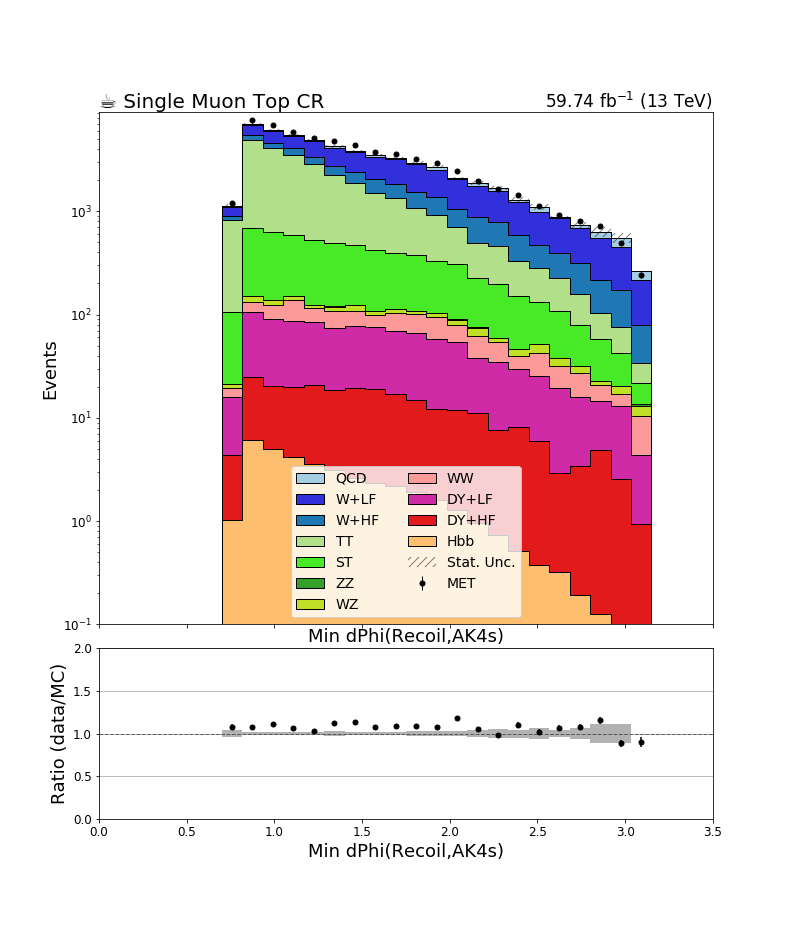 ☕ Single Muon Top CR
59.74 fb⁻¹ (13 TeV)
Events
10³
10²
10¹
10⁰
10⁻¹
QCD
W+LF
W+HF
TT
ST
ZZ
WZ
WW
DY+LF
DY+HF
Hbb
Stat. Unc.
MET
Min dPhi(Recoil,AK4s)
Ratio (data/MC)
2.0
1.5
1.0
0.5
0.0
0.0 0.5 1.0 1.5 2.0 2.5 3.0 3.5
Min dPhi(Recoil,AK4s)